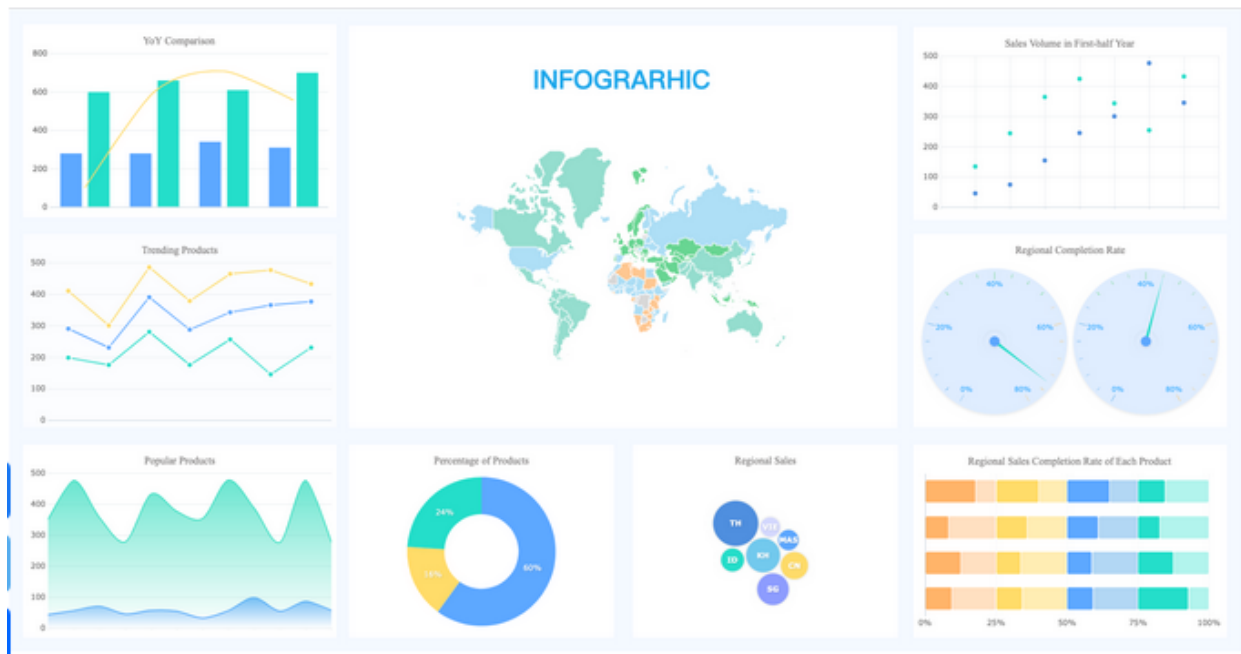 YoY Comparison
800
600
400
200
0
INFOGRARHIC
Sales Volume in First-half Year
500
400
300
200
100
0
Trending Products
500
400
300
200
100
0
Regional Completion Rate
0%
20%
40%
60%
80%
0%
20%
40%
60%
80%
Popular Products
500
400
300
200
100
0
Percentage of Products
24%
16%
60%
Regional Sales
TH
VIE
MAS
ID
KH
CN
SG
Regional Sales Completion Rate of Each Product
0% 25% 50% 75% 100%